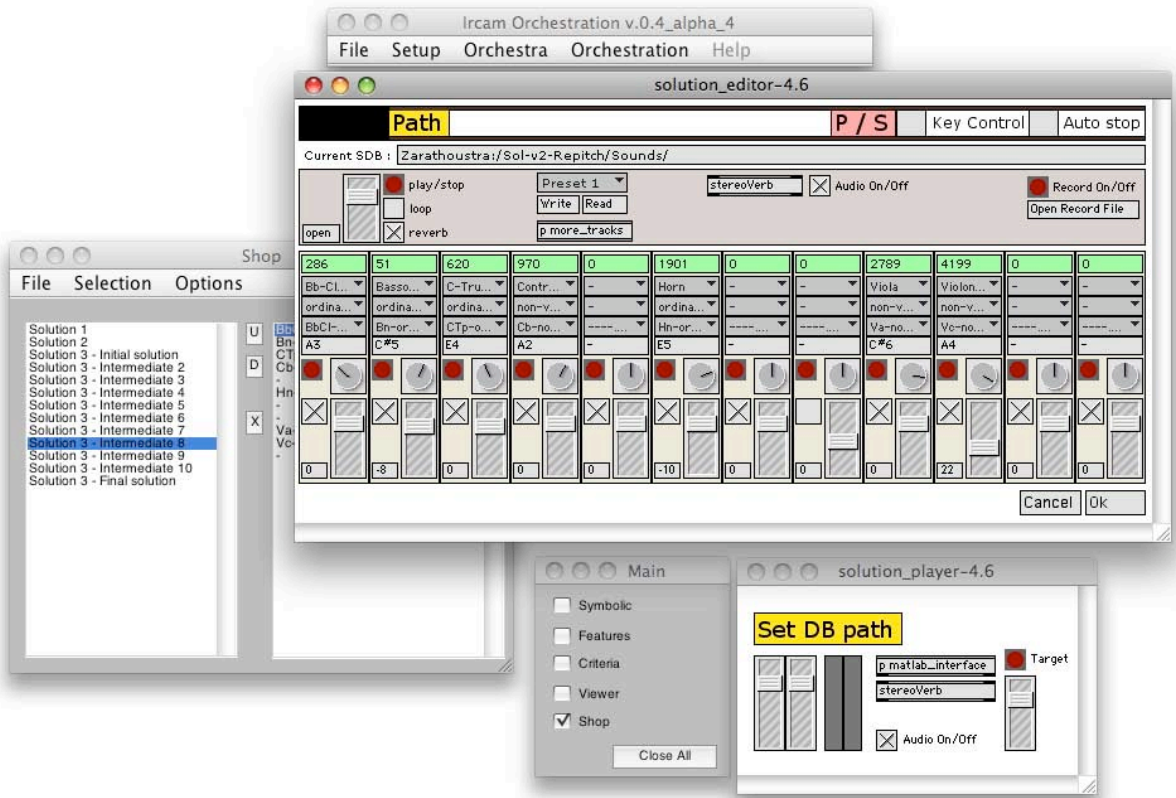 Ircam Orchestration v.0.4_alpha_4
File Setup Orchestra Orchestration Help
solution_editor-4.6
Path P / S Key Control Auto stop
Current SDB : Zarathoustra:/Sol-v2-Repitch/Sounds/
play/stop Preset 1 stereoVerb Audio On/Off Record On/Off
loop Write Read Open Record File
open reverb p more_tracks
286 51 620 970 0 1901 0 0 2789 4199 0 0
Bb-Cl... Basso... C-Tru... Contr... - Horn - - Viola Violon... - -
ordina... ordina... ordina... non-v... - ordina... - - non-v... non-v... - -
BbCl-... Bn-or... CTp-o... Cb-no... ----.... Hn-or... ----.... ----.... Va-no... Vc-no... ----.... ----....
A3 C#5 E4 A2 - E5 - - C#6 A4 - -
0 -8 0 0 0 -10 0 0 0 22 0 0
Cancel Ok
Shop
File Selection Options
Solution 1
Solution 2
Solution 3 - Initial solution
Solution 3 - Intermediate 2
Solution 3 - Intermediate 3
Solution 3 - Intermediate 4
Solution 3 - Intermediate 5
Solution 3 - Intermediate 6
Solution 3 - Intermediate 7
Solution 3 - Intermediate 8
Solution 3 - Intermediate 9
Solution 3 - Intermediate 10
Solution 3 - Final solution
U
D
X
Bn-
CT
Cb
-
Hn
-
-
Va-
Vc-
-
Main
Symbolic
Features
Criteria
Viewer
Shop
Close All
solution_player-4.6
Set DB path
p matlab_interface Target
stereoVerb
Audio On/Off